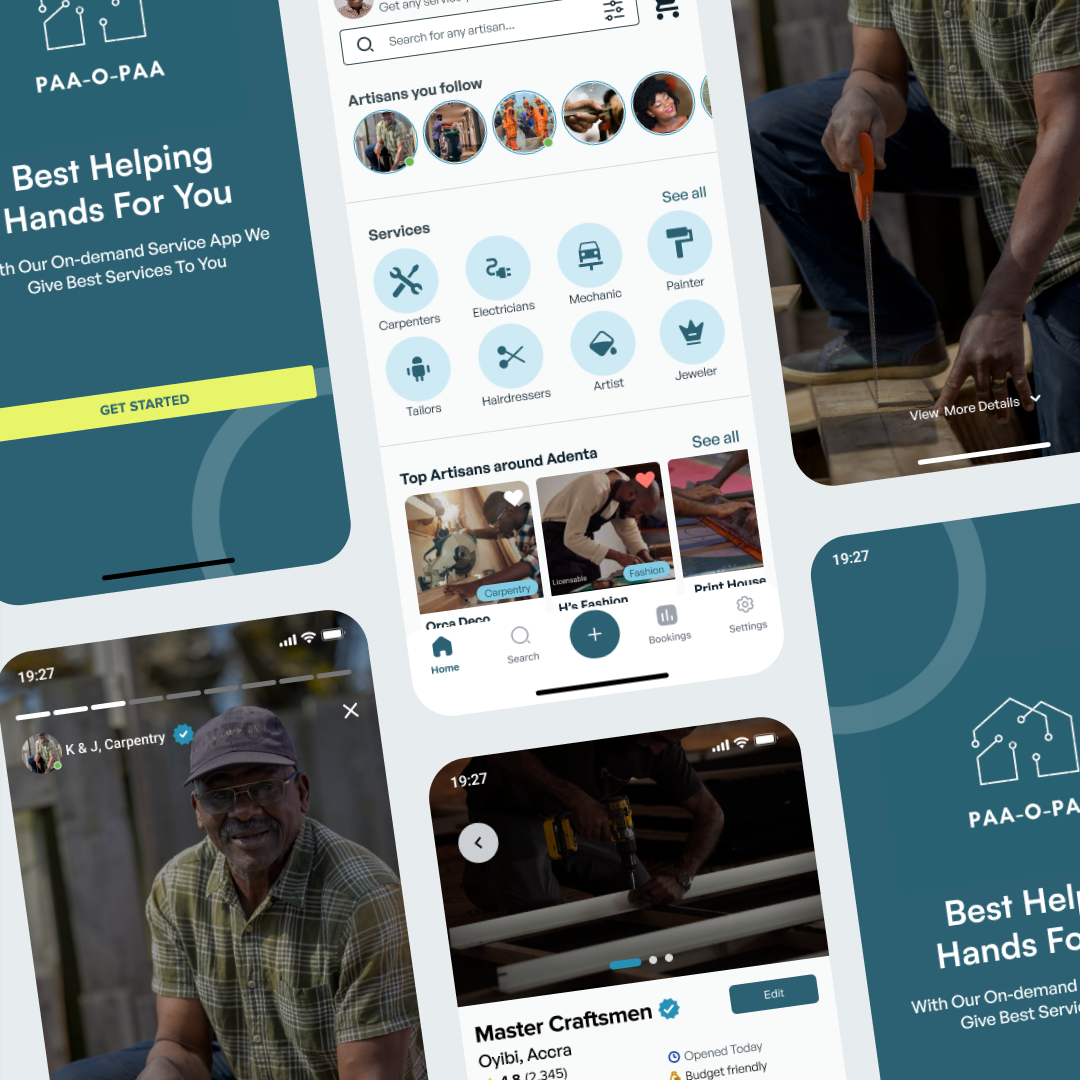 PAA-O-PAA
Best Helping
Hands For You
With Our On-demand Service App We
Give Best Services To You
GET STARTED
Get any service
Search for any artisan...
Artisans you follow
Services
See all
Carpenters
Electricians
Mechanic
Painter
Tailors
Hairdressers
Artist
Jeweler
Top Artisans around Adenta
See all
Carpentry
Licensable
Fashion
Orca Deco
H's Fashion
Print House
Home
Search
Bookings
Settings
View More Details
19:27
K & J, Carpentry
19:27
Master Craftsmen
Edit
Oyibi, Accra
4.8 (2,345)
Opened Today
Budget friendly
19:27
PAA-O-PA
Best Help
Hands Fo
With Our On-demand
Give Best Servic